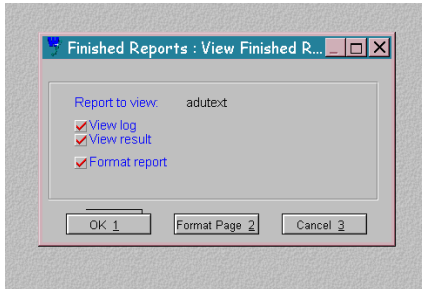 Finished Reports : View Finished R...
Report to view: adutext
View log
View result
Format report
OK 1 Format Page 2 Cancel 3